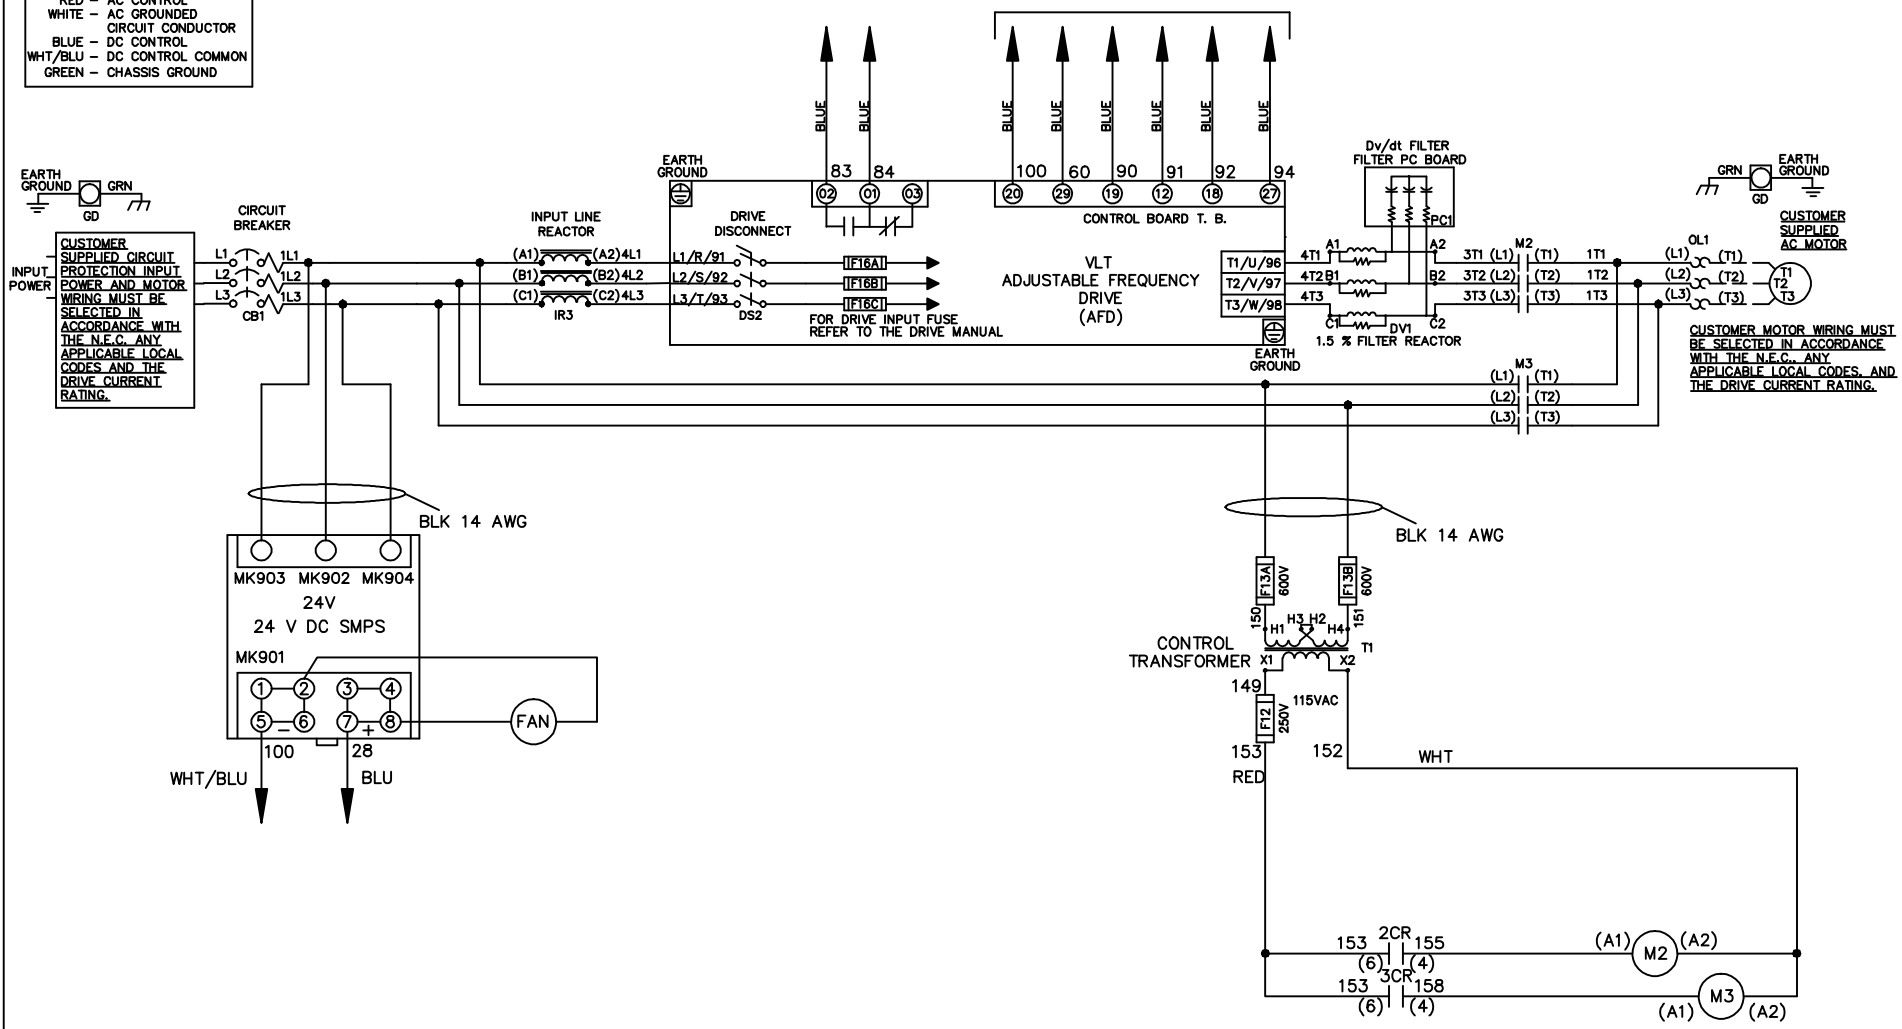 RED - AC CONTROL
WHITE - AC GROUNDED
CIRCUIT CONDUCTOR
BLUE - DC CONTROL
WHT/BLU - DC CONTROL COMMON
GREEN - CHASSIS GROUND
BLUE
BLUE
BLUE
BLUE
BLUE
BLUE
BLUE
BLUE
EARTH
GROUND
GRN
GD
CIRCUIT
BREAKER
INPUT LINE
REACTOR
EARTH
GROUND
DRIVE
DISCONNECT
83 84
02 01 03
100 60 90 91 92 94
20 29 19 12 18 27
CONTROL BOARD T. B.
Dv/dt FILTER
FILTER PC BOARD
PC1
GRN
GD
EARTH
GROUND
CUSTOMER
SUPPLIED
AC MOTOR
INPUT
POWER
CUSTOMER
SUPPLIED CIRCUIT
PROTECTION INPUT
POWER AND MOTOR
WIRING MUST BE
SELECTED IN
ACCORDANCE WITH
THE N.E.C. ANY
APPLICABLE LOCAL
CODES AND THE
DRIVE CURRENT
RATING.
L1 1L1
L2 1L2
L3 1L3
CB1
(A1) (A2) 4L1
(B1) (B2) 4L2
(C1) (C2) 4L3
IR3
L1/R/91
L2/S/92
L3/T/93
DS2
F16A
F16B
F16C
FOR DRIVE INPUT FUSE
REFER TO THE DRIVE MANUAL
VLT
ADJUSTABLE FREQUENCY
DRIVE
(AFD)
T1/U/96
T2/V/97
T3/W/98
EARTH
GROUND
4T1 A1 A2
4T2 B1 B2
4T3 C1 C2
DV1
1.5 % FILTER REACTOR
M2
3T1 (L1) (T1) 1T1
3T2 (L2) (T2) 1T2
3T3 (L3) (T3) 1T3
OL1
(L1) (T1)
(L2) (T2)
(L3) (T3)
T1
T2
T3
CUSTOMER MOTOR WIRING MUST
BE SELECTED IN ACCORDANCE
WITH THE N.E.C., ANY
APPLICABLE LOCAL CODES, AND
THE DRIVE CURRENT RATING.
M3
(L1) (T1)
(L2) (T2)
(L3) (T3)
BLK 14 AWG
MK903 MK902 MK904
24V
24 V DC SMPS
MK901
1 2 3 4
5 6 7 8
- +
FAN
100 28
WHT/BLU BLU
BLK 14 AWG
F13A
600V
F13B
600V
150
151
H1 H3 H2 H4
T1
CONTROL
TRANSFORMER
X1 X2
149
115VAC
F12
250V
153 152
RED
WHT
2CR
153 155
(6) (4)
(A1) M2 (A2)
3CR
153 158
(6) (4)
(A1) M3 (A2)